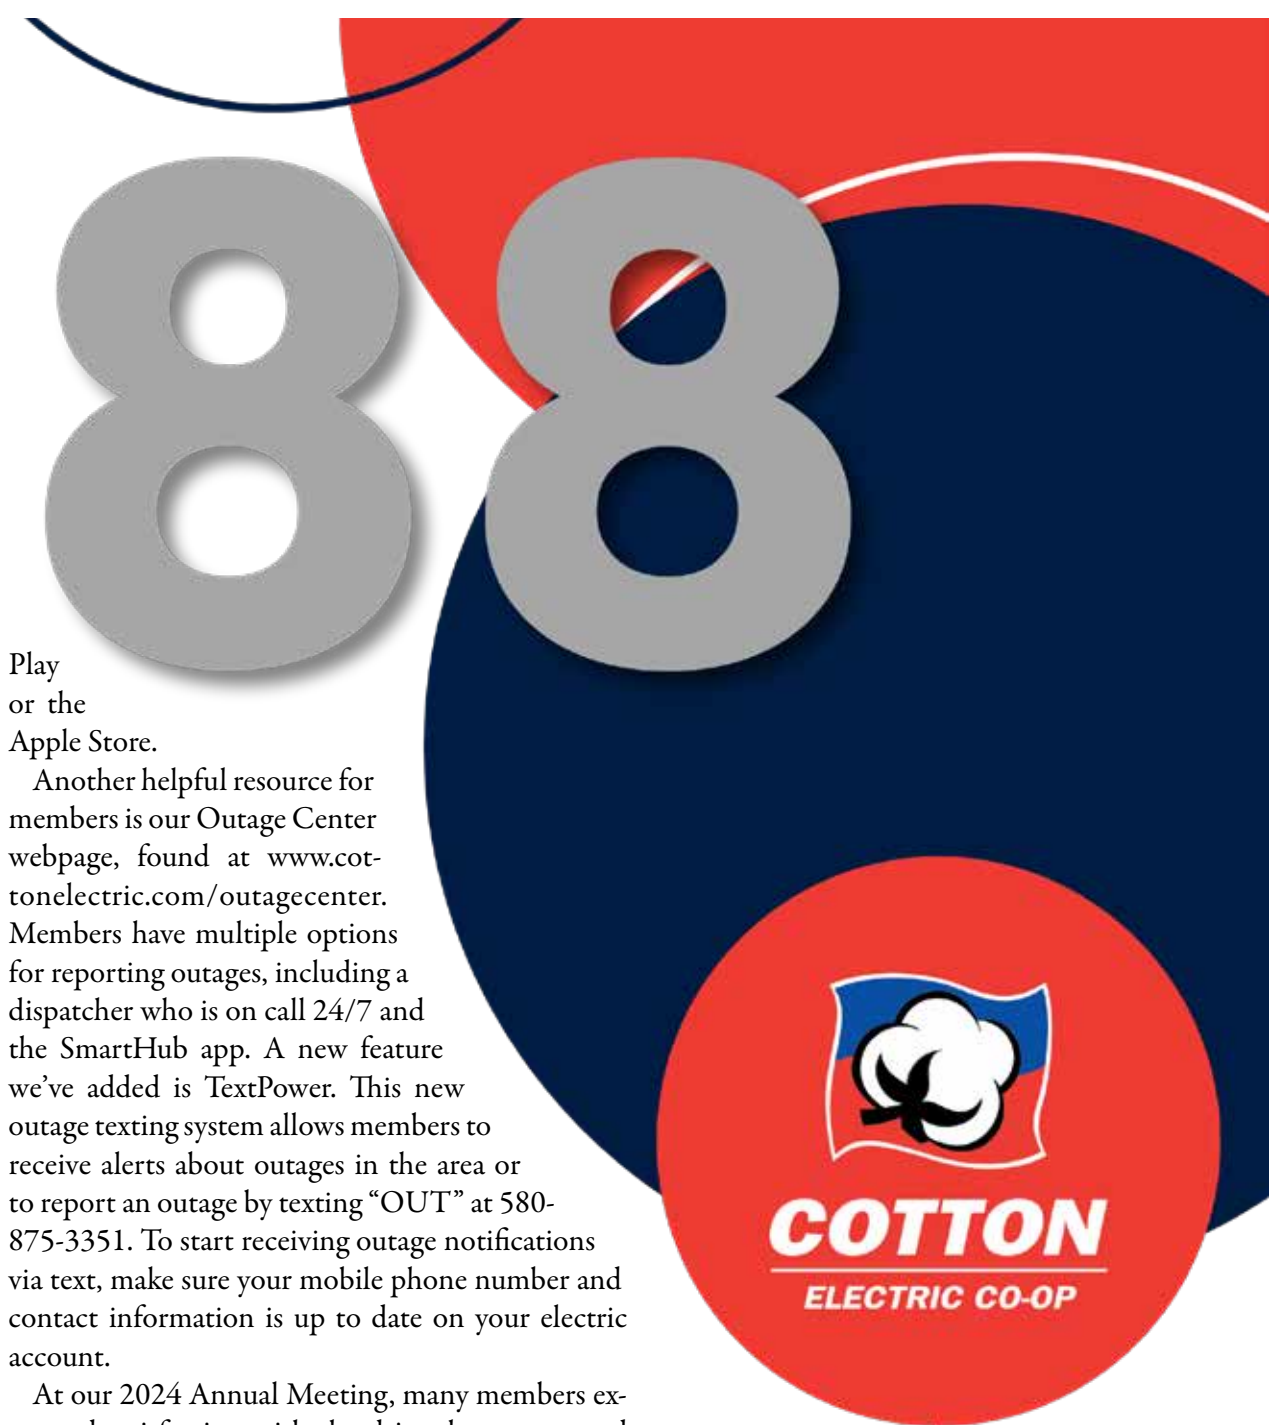 88
Play
or the
Apple Store.
Another helpful resource for
members is our Outage Center
webpage, found at www.cot-
tonelectric.com/outagecenter.
Members have multiple options
for reporting outages, including a
dispatcher who is on call 24/7 and
the SmartHub app. A new feature
we've added is TextPower. This new
outage texting system allows members to
receive alerts about outages in the area or
to report an outage by texting “OUT” at 580-
875-3351. To start receiving outage notifications
via text, make sure your mobile phone number and
contact information is up to date on your electric
account.
At our 2024 Annual Meeting, many members ex-
COTTON
ELECTRIC CO-OP